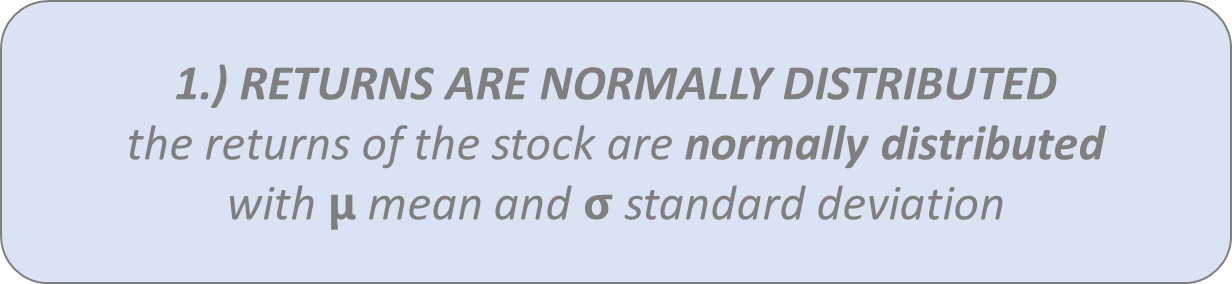 1.) RETURNS ARE NORMALLY DISTRIBUTED
the returns of the stock are normally distributed
with μ mean and σ standard deviation